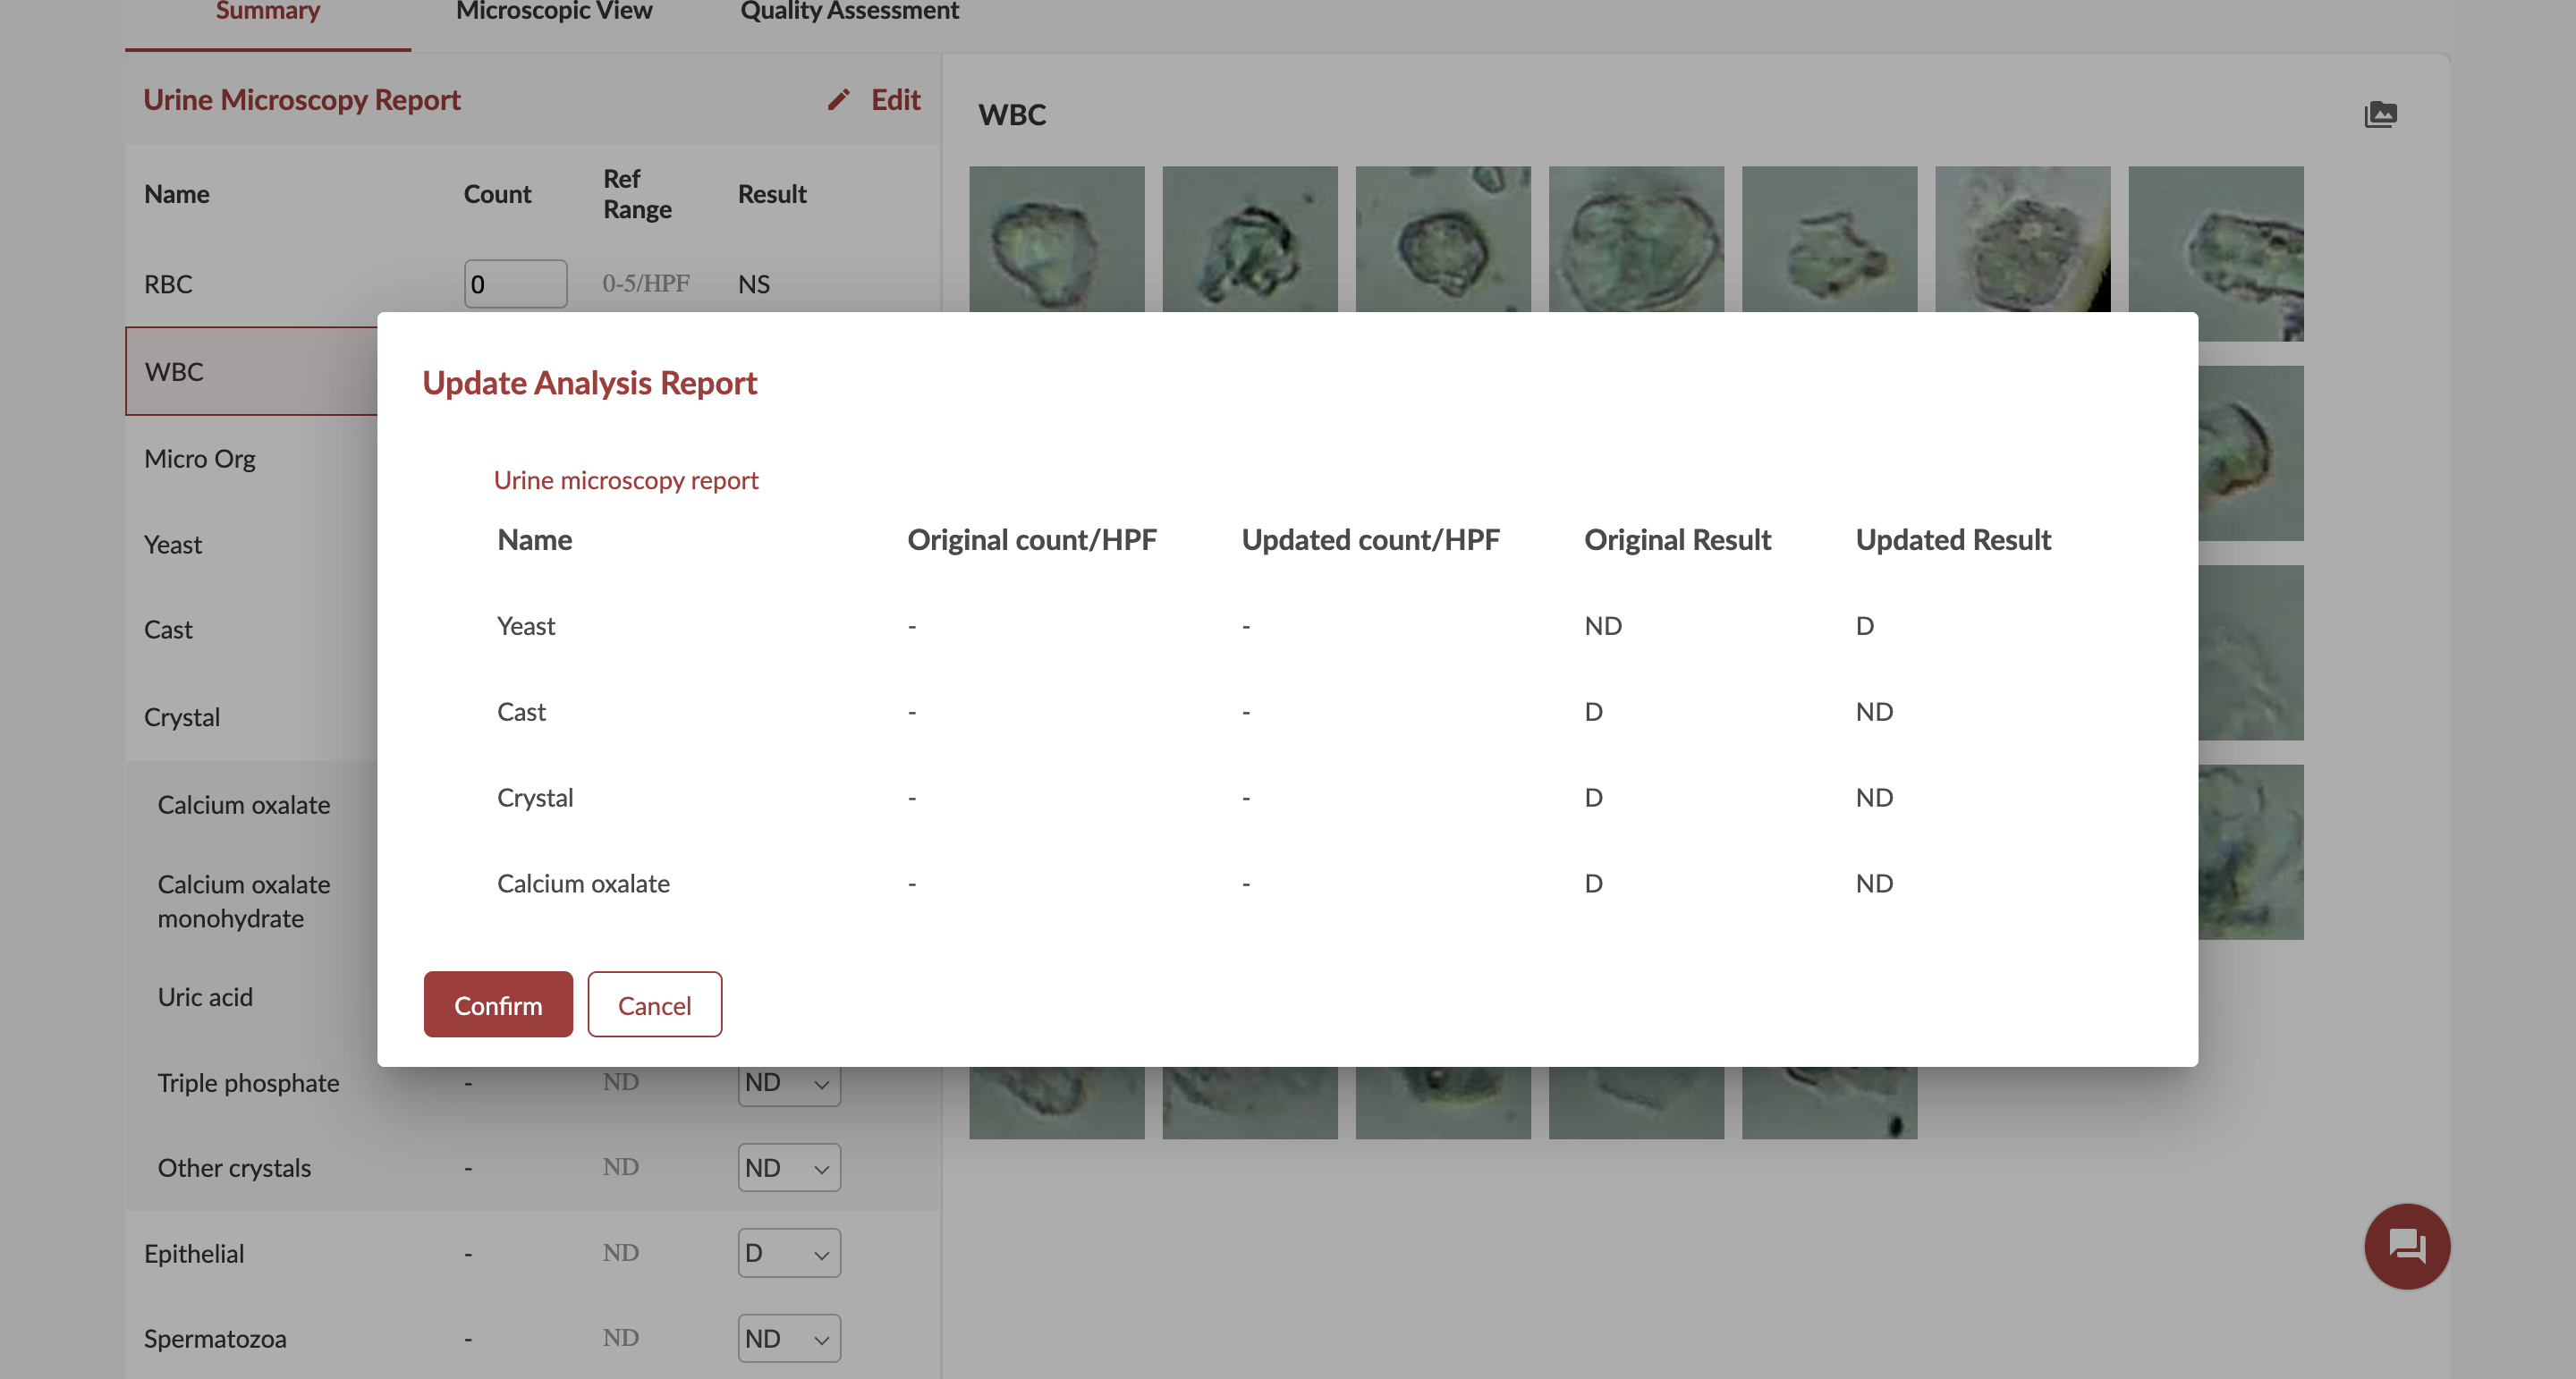 Summary Microscopic View Quality Assessment
Urine Microscopy Report Edit
Name Count Ref Range Result
RBC 0 0-5/HPF NS
WBC
Micro Org
Yeast
Cast
Crystal
Calcium oxalate
Calcium oxalate
monohydrate
Uric acid
Triple phosphate - ND ND
Other crystals - ND ND
Epithelial - ND D
Spermatozoa - ND ND
WBC
Update Analysis Report
Urine microscopy report
Name Original count/HPF Updated count/HPF Original Result Updated Result
Yeast - - ND D
Cast - - D ND
Crystal - - D ND
Calcium oxalate - - D ND
Confirm Cancel